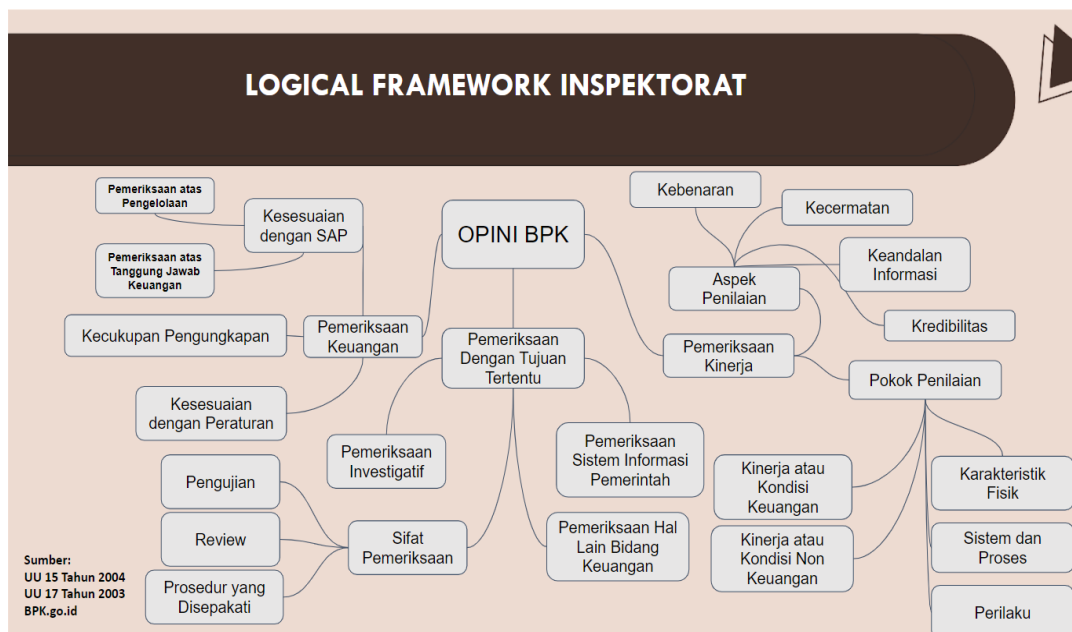 LOGICAL FRAMEWORK INSPEKTORAT
OPINI BPK
Pemeriksaan
Keuangan
Kesesuaian
dengan SAP
Pemeriksaan atas
Pengelolaan
Pemeriksaan atas
Tanggung Jawab
Keuangan
Kecukupan Pengungkapan
Kesesuaian
dengan Peraturan
Pemeriksaan
Dengan Tujuan
Tertentu
Pemeriksaan
Investigatif
Sifat
Pemeriksaan
Pengujian
Review
Prosedur yang
Disepakati
Pemeriksaan Hal
Lain Bidang
Keuangan
Pemeriksaan
Sistem Informasi
Pemerintah
Pemeriksaan
Kinerja
Aspek
Penilaian
Kebenaran
Kecermatan
Keandalan
Informasi
Kredibilitas
Pokok Penilaian
Kinerja atau
Kondisi
Keuangan
Kinerja atau
Kondisi Non
Keuangan
Karakteristik
Fisik
Sistem dan
Proses
Perilaku
Sumber:
UU 15 Tahun 2004
UU 17 Tahun 2003
BPK.go.id